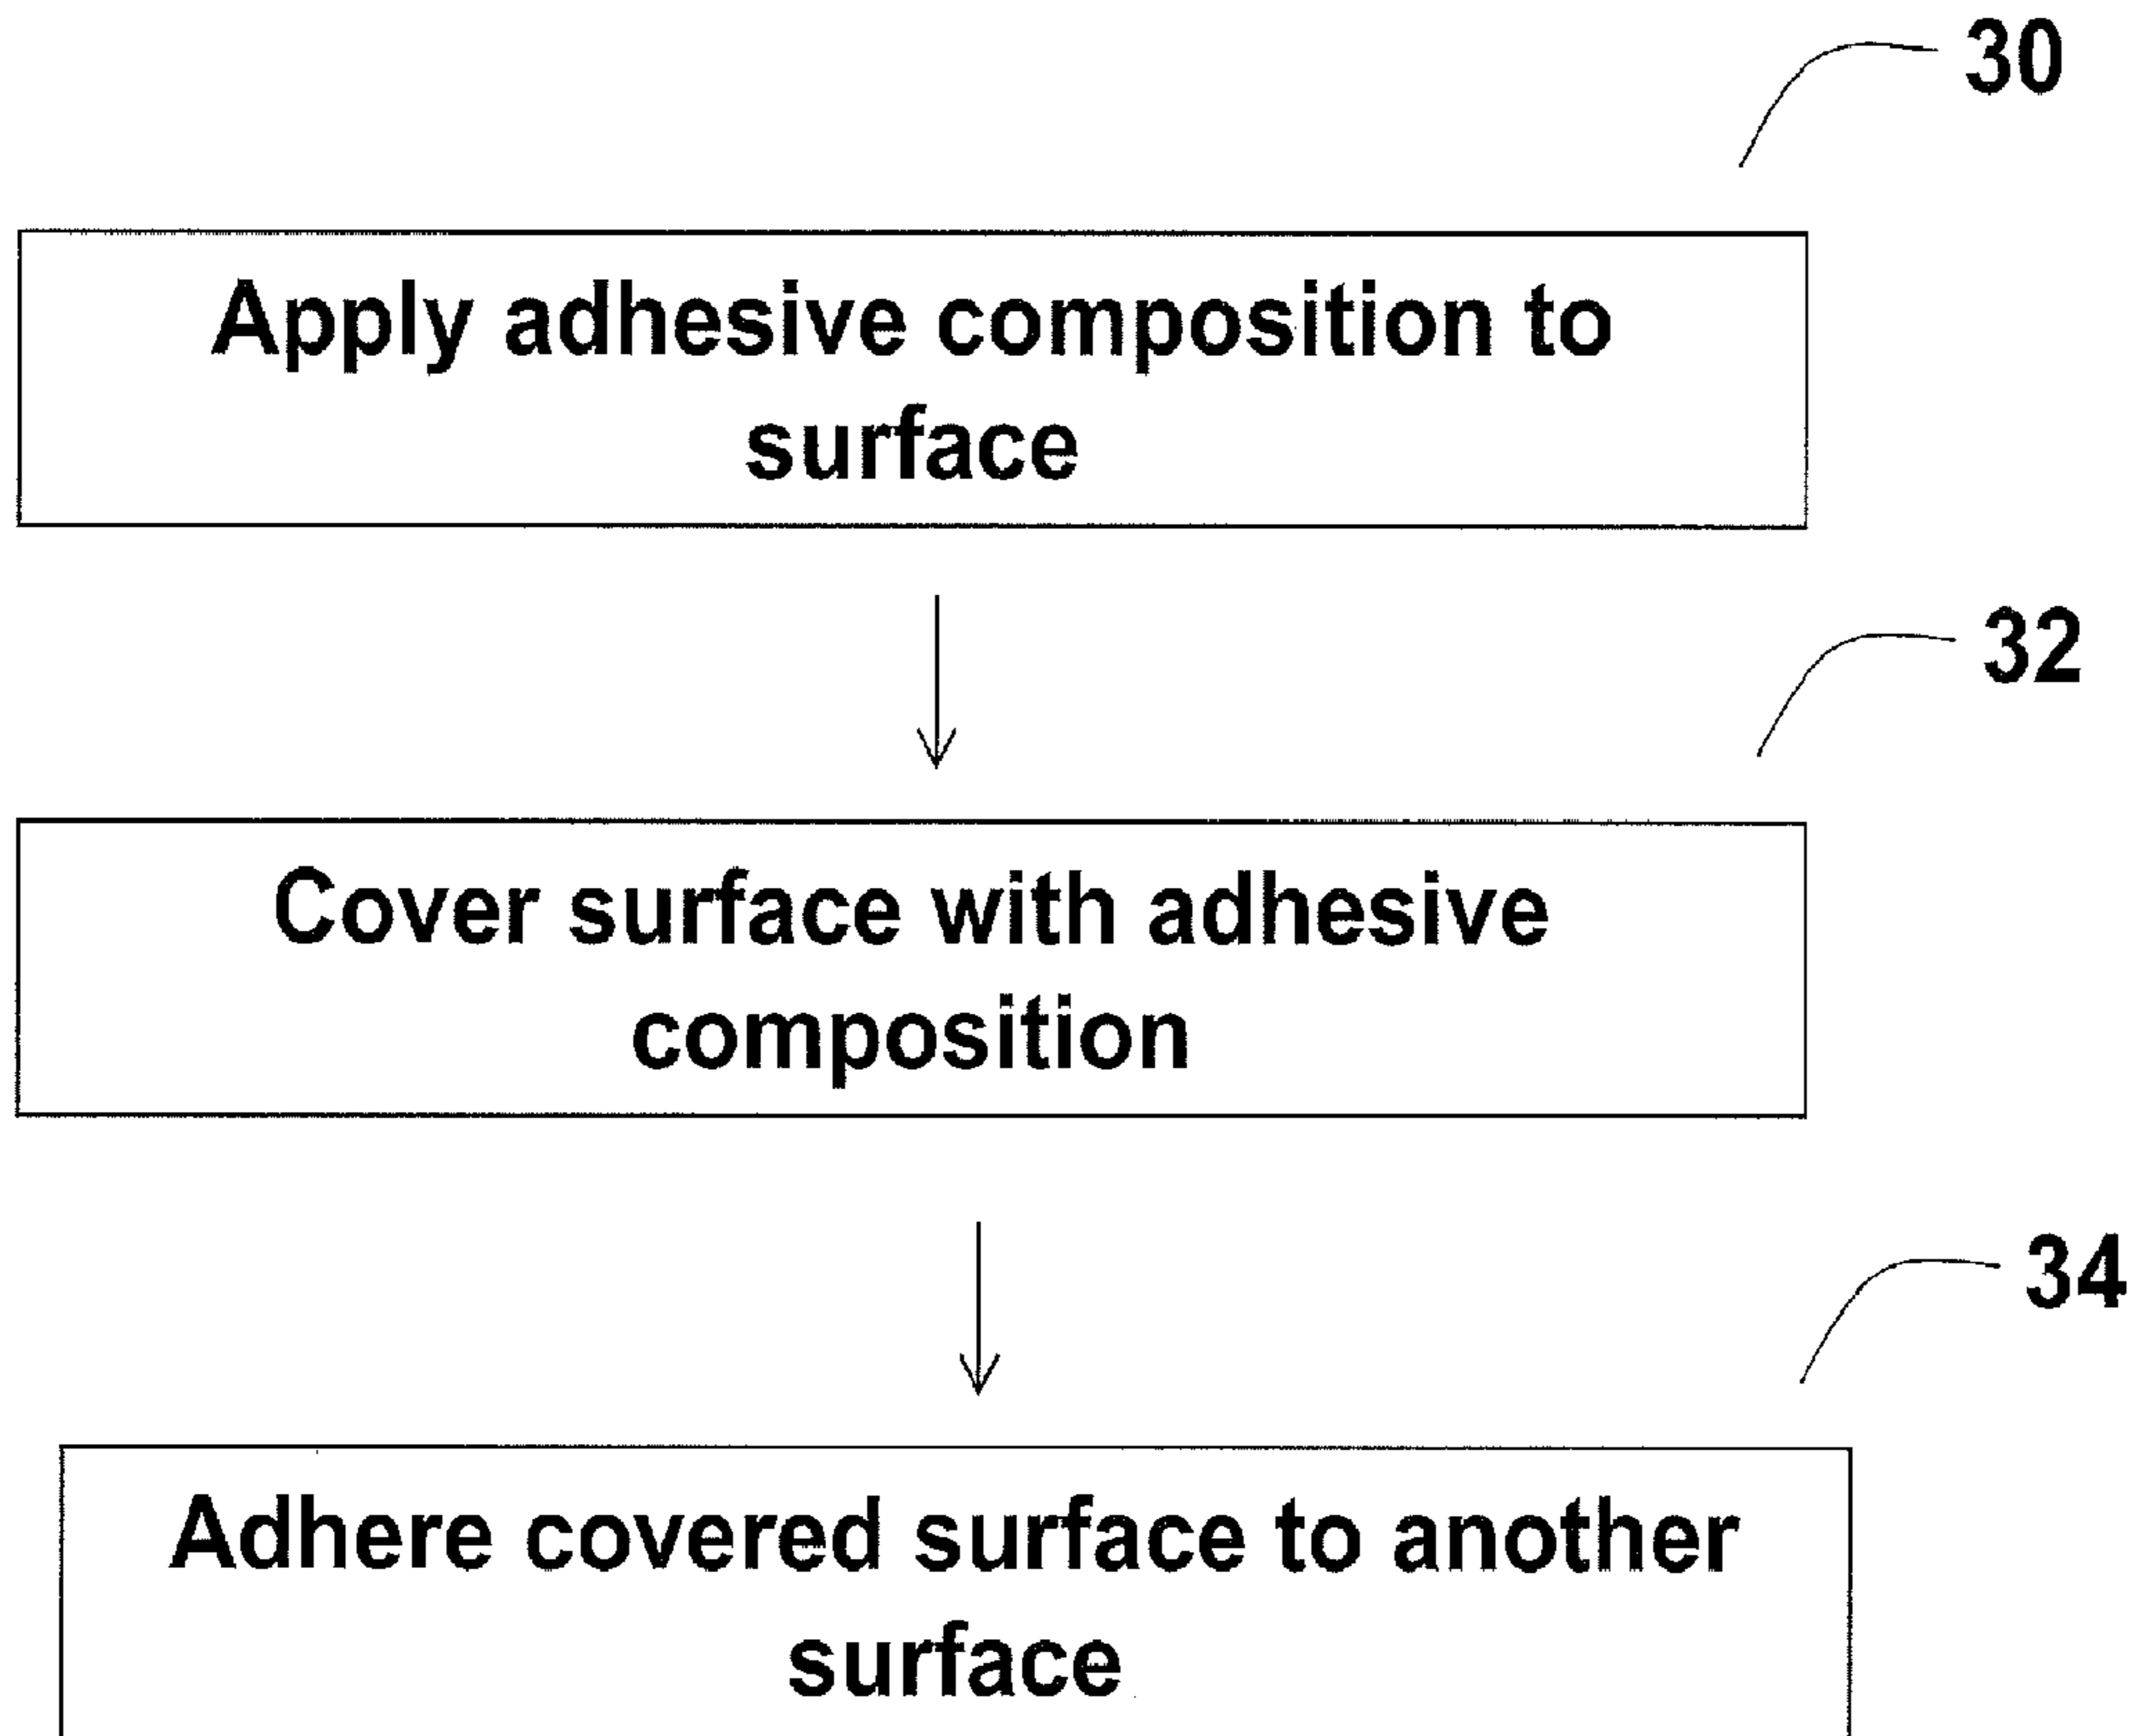 30
Apply adhesive composition to
surface
32
Cover surface with adhesive
composition
34
Adhere covered surface to another
surface